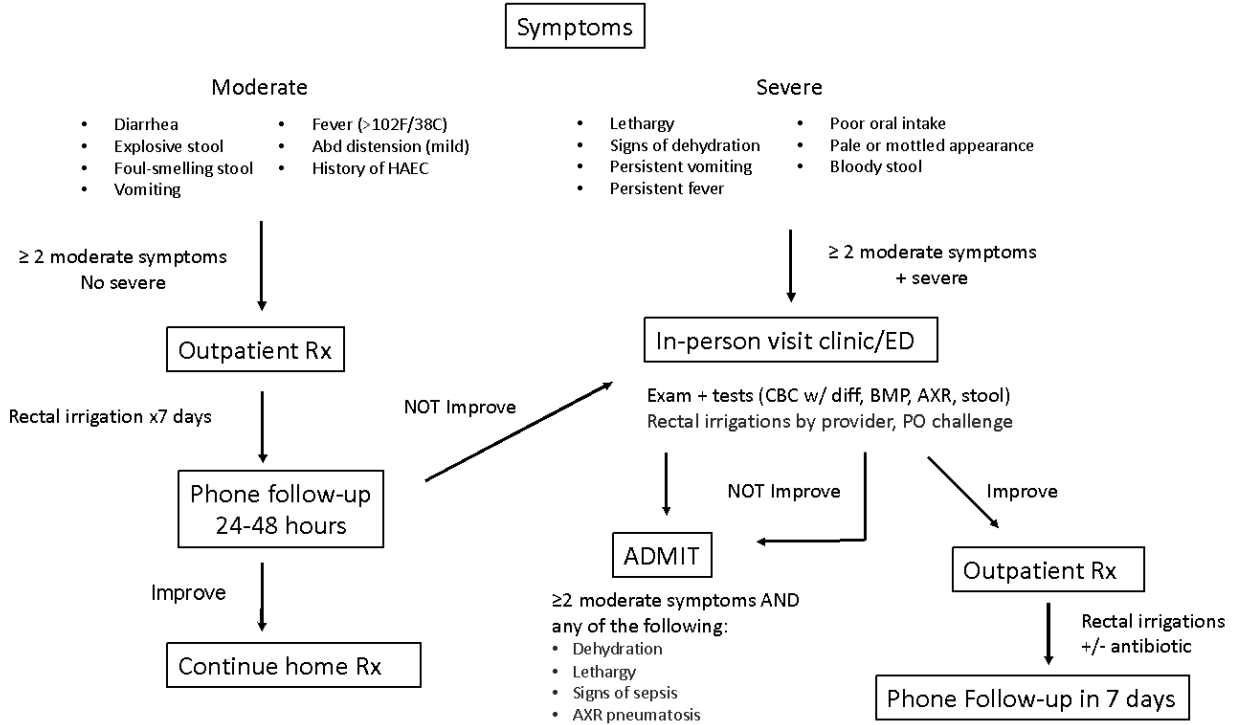 Symptoms
Moderate
• Diarrhea
• Explosive stool
• Foul-smelling stool
• Vomiting
• Fever (>102F/38C)
• Abd distension (mild)
• History of HAEC
Severe
• Lethargy
• Signs of dehydration
• Persistent vomiting
• Persistent fever
• Poor oral intake
• Pale or mottled appearance
• Bloody stool
≥ 2 moderate symptoms
No severe
≥ 2 moderate symptoms
+ severe
Outpatient Rx
In-person visit clinic/ED
Rectal irrigation x7 days
NOT Improve
Exam + tests (CBC w/ diff, BMP, AXR, stool)
Rectal irrigations by provider, PO challenge
Phone follow-up
24-48 hours
NOT Improve
Improve
ADMIT
Outpatient Rx
Improve
≥2 moderate symptoms AND
any of the following:
• Dehydration
• Lethargy
• Signs of sepsis
• AXR pneumatosis
Rectal irrigations
+/- antibiotic
Continue home Rx
Phone Follow-up in 7 days